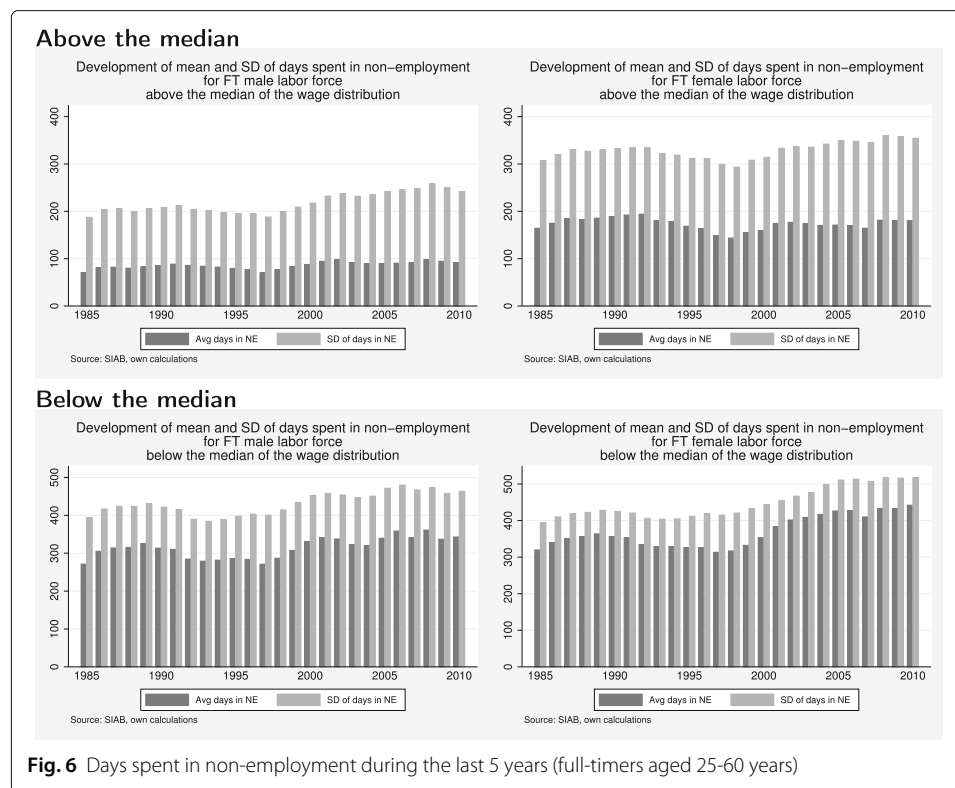 Above the median
Development of mean and SD of days spent in non−employment
for FT male labor force
above the median of the wage distribution
400
300
200
100
0
1985 1990 1995 2000 2005 2010
Avg days in NE SD of days in NE
Source: SIAB, own calculations
Development of mean and SD of days spent in non−employment
for FT female labor force
above the median of the wage distribution
400
300
200
100
0
1985 1990 1995 2000 2005 2010
Avg days in NE SD of days in NE
Source: SIAB, own calculations
Below the median
Development of mean and SD of days spent in non−employment
for FT male labor force
below the median of the wage distribution
500
400
300
200
100
0
1985 1990 1995 2000 2005 2010
Avg days in NE SD of days in NE
Source: SIAB, own calculations
Development of mean and SD of days spent in non−employment
for FT female labor force
below the median of the wage distribution
500
400
300
200
100
0
1985 1990 1995 2000 2005 2010
Avg days in NE SD of days in NE
Source: SIAB, own calculations
Fig. 6 Days spent in non-employment during the last 5 years (full-timers aged 25-60 years)